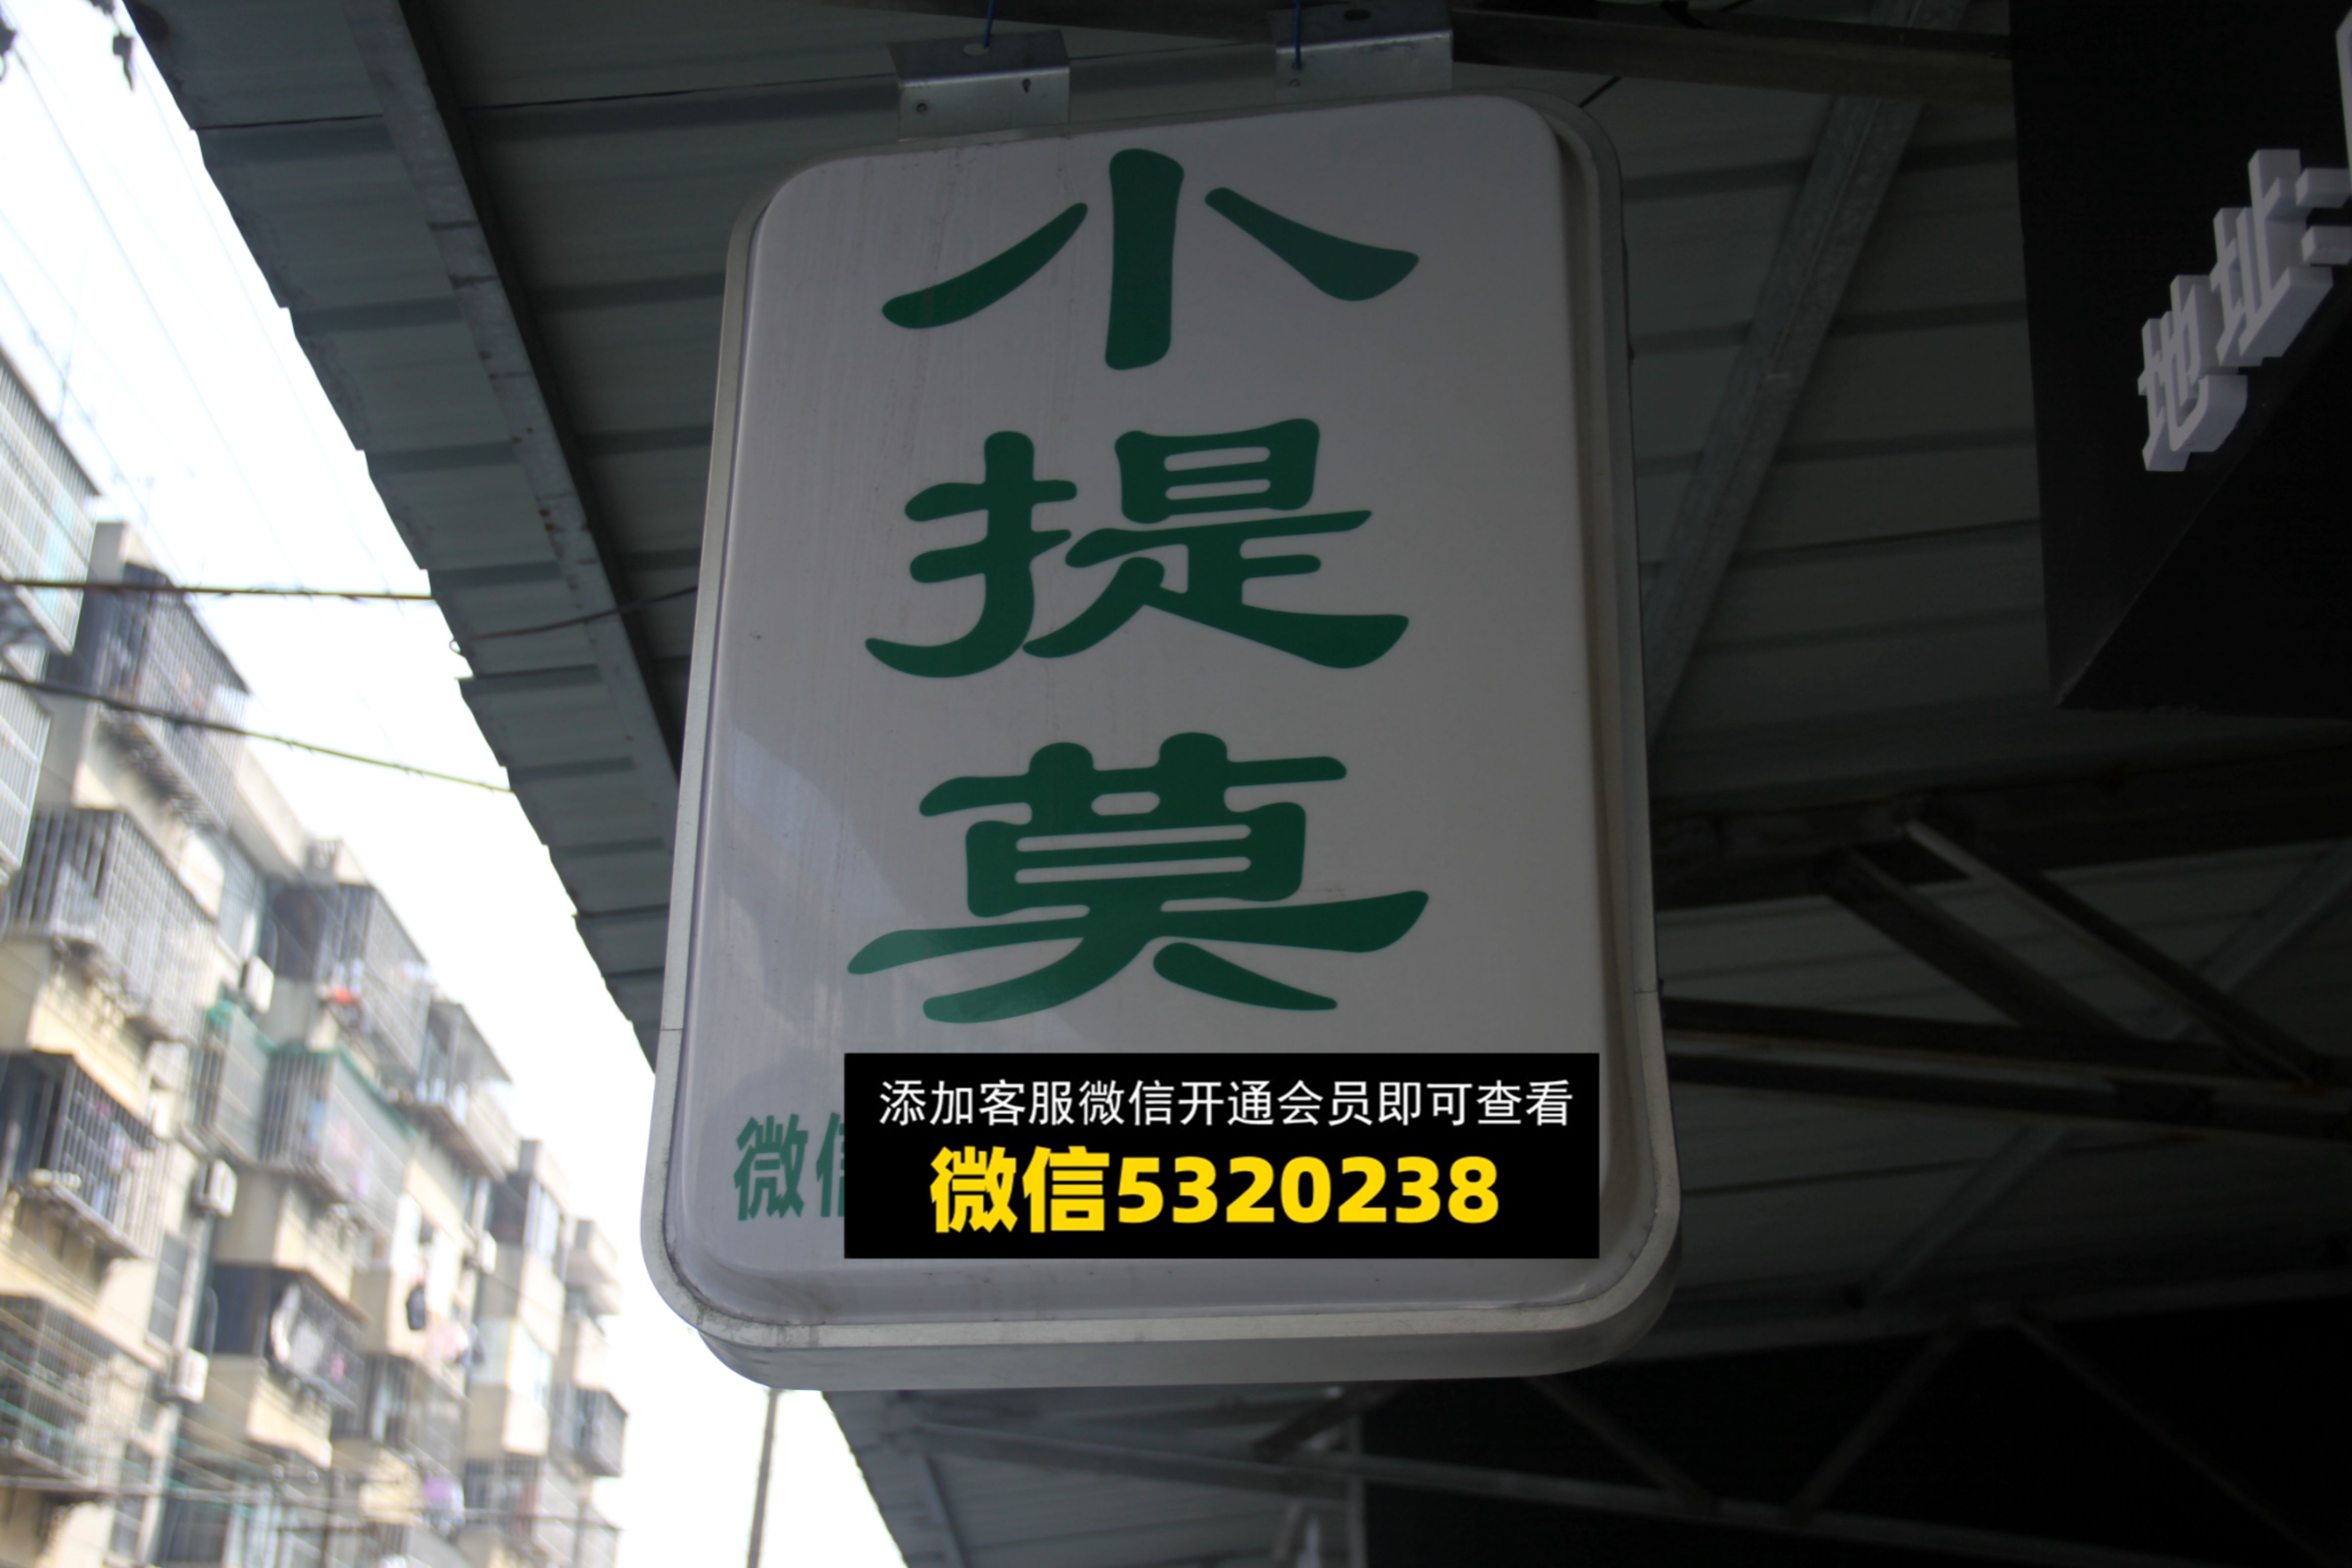 小
提
莫
微信
添加客服微信开通会员即可查看
微信5320238
地址